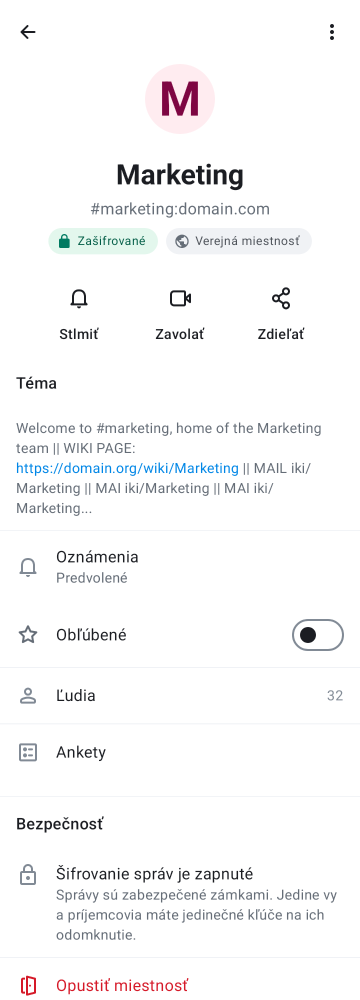 M
Marketing
#marketing:domain.com
Zašifrované
Verejná miestnosť
Stlmiť
Zavolať
Zdieľať
Téma
Welcome to #marketing, home of the Marketing
team || WIKI PAGE:
https://domain.org/wiki/Marketing || MAIL iki/
Marketing || MAI iki/Marketing || MAI iki/
Marketing...
Oznámenia
Predvolené
Obľúbené
Ľudia
32
Ankety
Bezpečnosť
Šifrovanie správ je zapnuté
Správy sú zabezpečené zámkami. Jedine vy
a príjemcovia máte jedinečné kľúče na ich
odomknutie.
Opustiť miestnosť